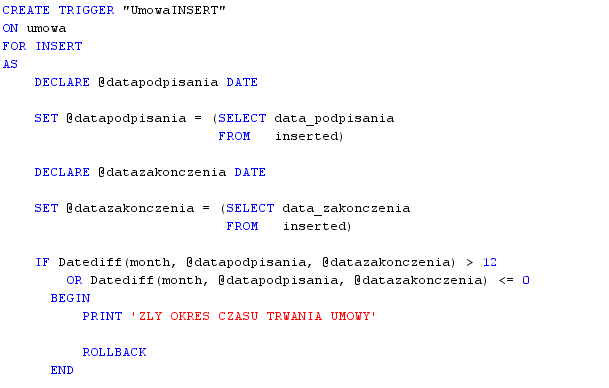 CREATE TRIGGER "UmowaINSERT"
ON umowa
FOR INSERT
AS
    DECLARE @datapodpisania DATE
    SET @datapodpisania = (SELECT data_podpisania
                           FROM   inserted)
    DECLARE @datazakonczenia DATE
    SET @datazakonczenia = (SELECT data_zakonczenia
                            FROM   inserted)
    IF Datediff(month, @datapodpisania, @datazakonczenia) > 12
        OR Datediff(month, @datapodpisania, @datazakonczenia) <= 0
      BEGIN
          PRINT 'ZLY OKRES CZASU TRWANIA UMOWY'
          ROLLBACK
      END